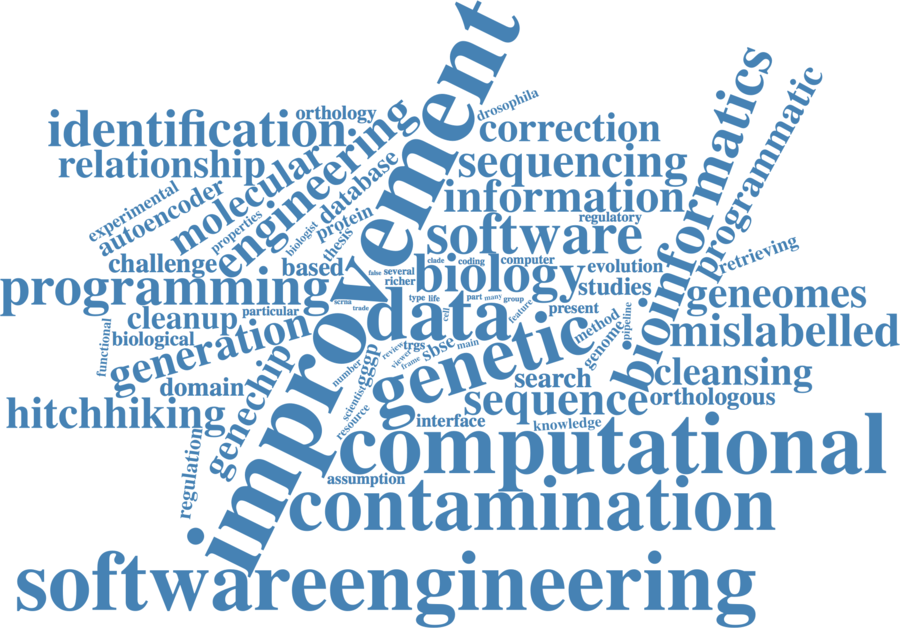 improvement
drosophila
orthology
identification
correction
engineering
relationship
molecular
database
sequencing
information
bioinformatics
programmatic
experimental
autoencoder
properties
biologist
protein
thesis
regulatory
software
retrieving
challenge
based
false
several
richer
clade
coding
computer
biology
evolution
studies
programming
data
type
life
part
many
group
geneomes
scrna
trade
cell
feature
present
particular
cleanup
functional
biological
generation
genetic
method
genome
pipeline
mislabelled
review
viewer
frame
trgs
sbse
main
number
gggp
domain
genechip
search
cleansing
scientist
resource
hitchhiking
sequence
orthologous
interface
knowledge
regulation
computational
assumption
contamination
softwareengineering